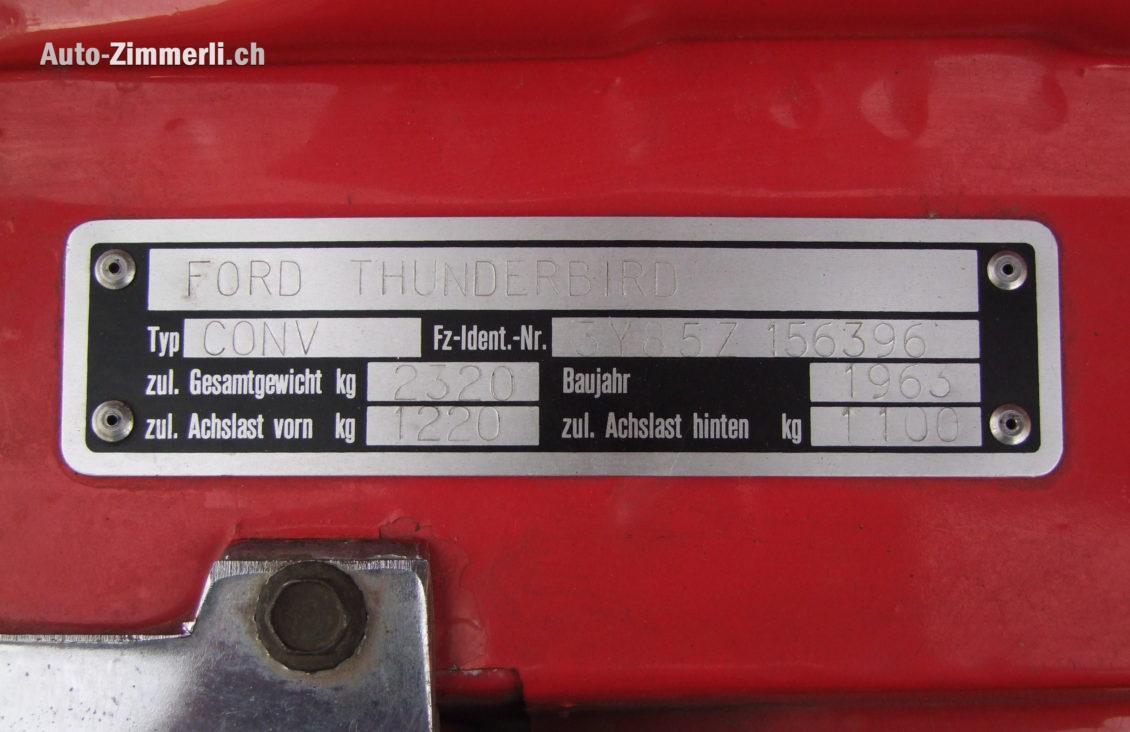 Auto-Zimmerli.ch
FORD THUNDERBIRD
Typ CONV Fz-Ident.-Nr. 3Y85Z 156396
zul. Gesamtgewicht kg 2320 Baujahr 1963
zul. Achslast vorn kg 1220 zul. Achslast hinten kg 1100